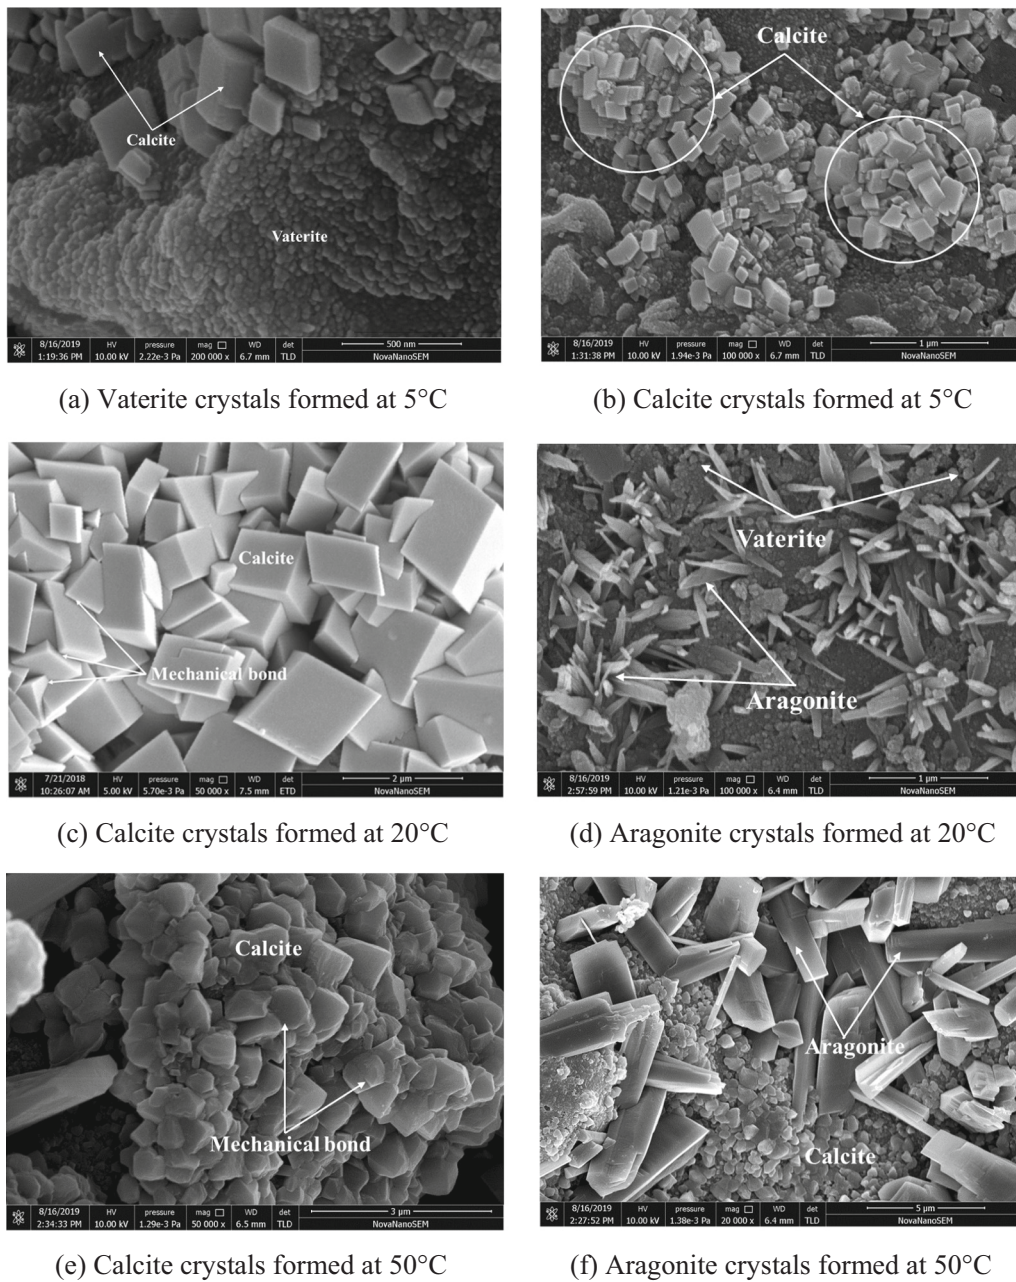 Calcite
Vaterite
8/16/2019 HV pressure mag WD det 500 nm
1:19:36 PM 10.00 kV 2.22e-3 Pa 200 000 x 6.7 mm TLD NovaNanoSEM
Calcite
8/16/2019 HV pressure mag WD det 1 µm
1:31:38 PM 10.00 kV 1.94e-3 Pa 100 000 x 6.7 mm TLD NovaNanoSEM
(a) Vaterite crystals formed at 5°C
(b) Calcite crystals formed at 5°C
Calcite
Mechanical bond
7/21/2018 HV pressure mag WD det 2 µm
10:26:07 AM 5.00 kV 5.70e-3 Pa 50 000 x 7.5 mm ETD NovaNanoSEM
Vaterite
Aragonite
8/16/2019 HV pressure mag WD det 1 µm
2:57:59 PM 10.00 kV 1.21e-3 Pa 100 000 x 6.4 mm TLD NovaNanoSEM
(c) Calcite crystals formed at 20°C
(d) Aragonite crystals formed at 20°C
Calcite
Mechanical bond
8/16/2019 HV pressure mag WD det 3 µm
2:34:33 PM 10.00 kV 1.29e-3 Pa 50 000 x 6.5 mm TLD NovaNanoSEM
Aragonite
Calcite
8/16/2019 HV pressure mag WD det 5 µm
2:27:52 PM 10.00 kV 1.38e-3 Pa 20 000 x 6.4 mm TLD NovaNanoSEM
(e) Calcite crystals formed at 50°C
(f) Aragonite crystals formed at 50°C